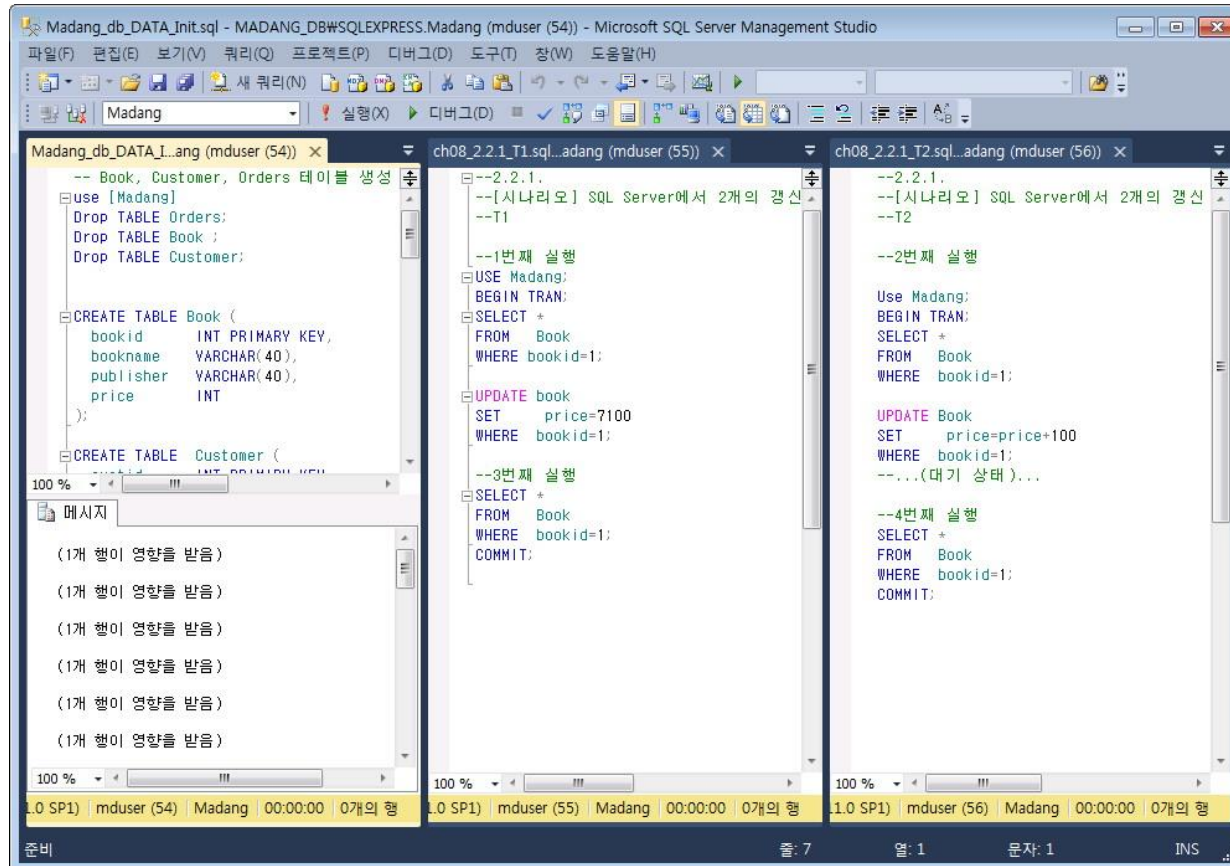 Madang_db_DATA_Init.sql - MADANG_DB₩SQLEXPRESS.Madang (mduser (54)) - Microsoft SQL Server Management Studio
파일(F) 편집(E) 보기(V) 쿼리(Q) 프로젝트(P) 디버그(D) 도구(T) 창(W) 도움말(H)
새 쿼리(N)
Madang 실행(X) 디버그(D)
Madang_db_DATA_I...ang (mduser (54))
-- Book, Customer, Orders 테이블 생성
use [Madang]
Drop TABLE Orders;
Drop TABLE Book ;
Drop TABLE Customer;
CREATE TABLE Book (
bookid INT PRIMARY KEY,
bookname VARCHAR(40),
publisher VARCHAR(40),
price INT
);
CREATE TABLE Customer (
100 %
메시지
(1개 행이 영향을 받음)
(1개 행이 영향을 받음)
(1개 행이 영향을 받음)
(1개 행이 영향을 받음)
(1개 행이 영향을 받음)
(1개 행이 영향을 받음)
100 %
1.0 SP1) mduser (54) Madang 00:00:00 0개의 행
ch08_2.2.1_T1.sql...adang (mduser (55))
--2.2.1.
--[시나리오] SQL Server에서 2개의 갱신
--T1
--1번째 실행
USE Madang;
BEGIN TRAN;
SELECT *
FROM Book
WHERE bookid=1;
UPDATE book
SET price=7100
WHERE bookid=1;
--3번째 실행
SELECT *
FROM Book
WHERE bookid=1;
COMMIT;
100 %
1.0 SP1) mduser (55) Madang 00:00:00 0개의 행
ch08_2.2.1_T2.sql...adang (mduser (56))
--2.2.1.
--[시나리오] SQL Server에서 2개의 갱신
--T2
--2번째 실행
Use Madang;
BEGIN TRAN;
SELECT *
FROM Book
WHERE bookid=1;
UPDATE Book
SET price=price+100
WHERE bookid=1;
--...(대기 상태)...
--4번째 실행
SELECT *
FROM Book
WHERE bookid=1;
COMMIT;
100 %
11.0 SP1) mduser (56) Madang 00:00:00 0개의 행
준비 줄: 7 열: 1 문자: 1 INS